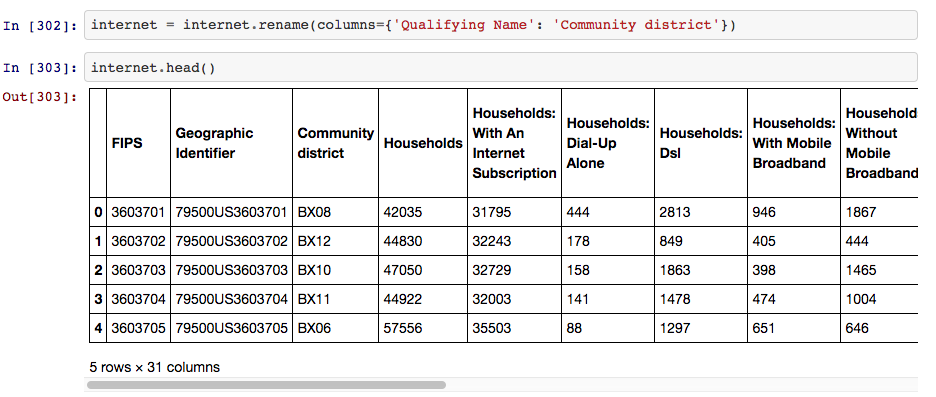 In [302]: internet = internet.rename(columns={'Qualifying Name': 'Community district'})
In [303]: internet.head()
Out[303]:
FIPS Geographic Identifier Community district Households Households: With An Internet Subscription Households: Dial-Up Alone Households: Dsl Households: With Mobile Broadband Household Without Mobile Broadband
0 3603701 79500US3603701 BX08 42035 31795 444 2813 946 1867
1 3603702 79500US3603702 BX12 44830 32243 178 849 405 444
2 3603703 79500US3603703 BX10 47050 32729 158 1863 398 1465
3 3603704 79500US3603704 BX11 44922 32003 141 1478 474 1004
4 3603705 79500US3603705 BX06 57556 35503 88 1297 651 646
5 rows × 31 columns